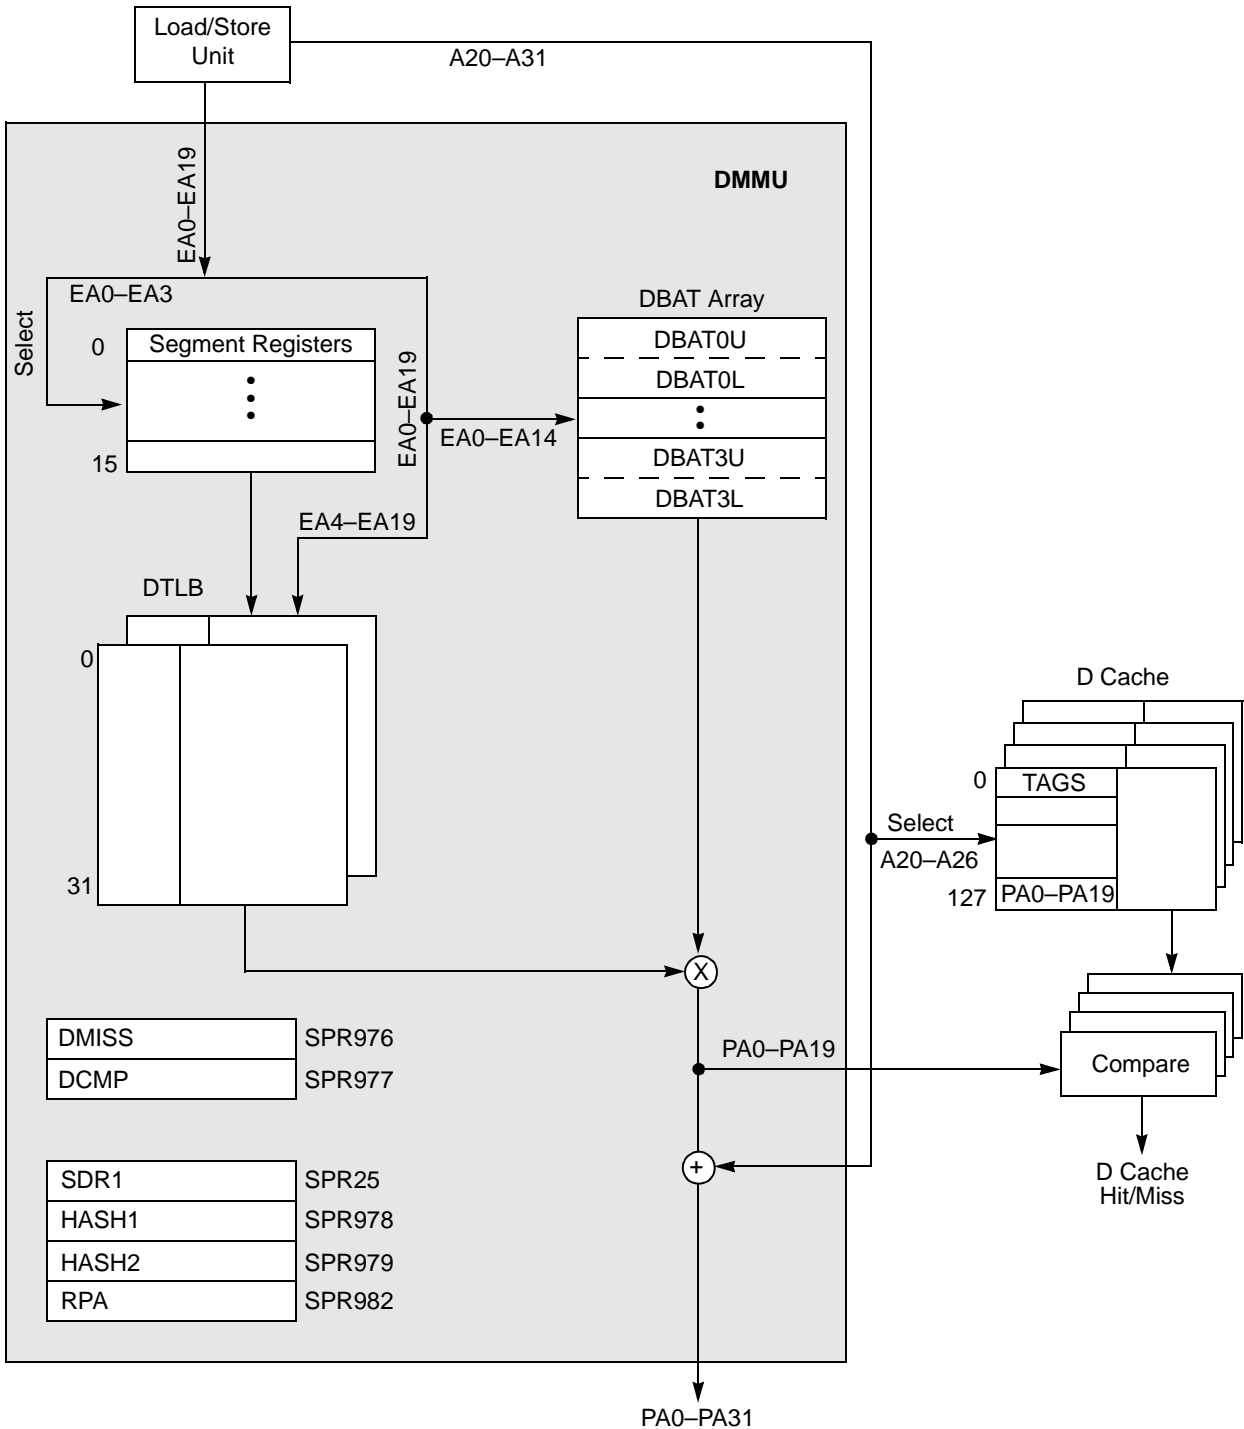 Load/Store
Unit
A20–A31
EA0–EA19
DMMU
EA0–EA3
Select
0
Segment Registers
15
EA0–EA19
EA0–EA14
EA4–EA19
DBAT Array
DBAT0U
DBAT0L
DBAT3U
DBAT3L
DTLB
0
31
D Cache
0
TAGS
Select
A20–A26
127
PA0–PA19
X
DMISS
SPR976
DCMP
SPR977
PA0–PA19
Compare
+
D Cache
Hit/Miss
SDR1
SPR25
HASH1
SPR978
HASH2
SPR979
RPA
SPR982
PA0–PA31